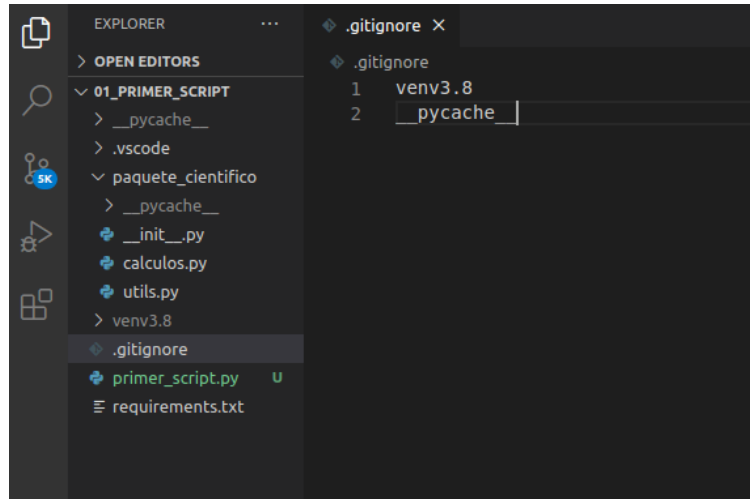 EXPLORER ...
.gitignore ×
> OPEN EDITORS
.gitignore
01_PRIMER_SCRIPT
1 venv3.8
> __pycache__
2 __pycache__
> .vscode
paquete_cientifico
5K
> __pycache__
__init__.py
calculos.py
utils.py
> venv3.8
.gitignore
primer_script.py U
requirements.txt